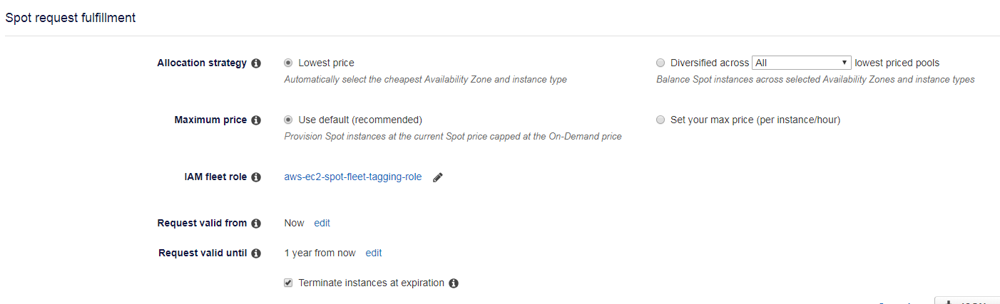 Spot request fulfillment
Allocation strategy Lowest price Diversified across All lowest priced pools
Automatically select the cheapest Availability Zone and instance type Balance Spot instances across selected Availability Zones and instance types
Maximum price Use default (recommended) Set your max price (per instance/hour)
Provision Spot instances at the current Spot price capped at the On-Demand price
IAM fleet role aws-ec2-spot-fleet-tagging-role
Request valid from Now edit
Request valid until 1 year from now edit
Terminate instances at expiration